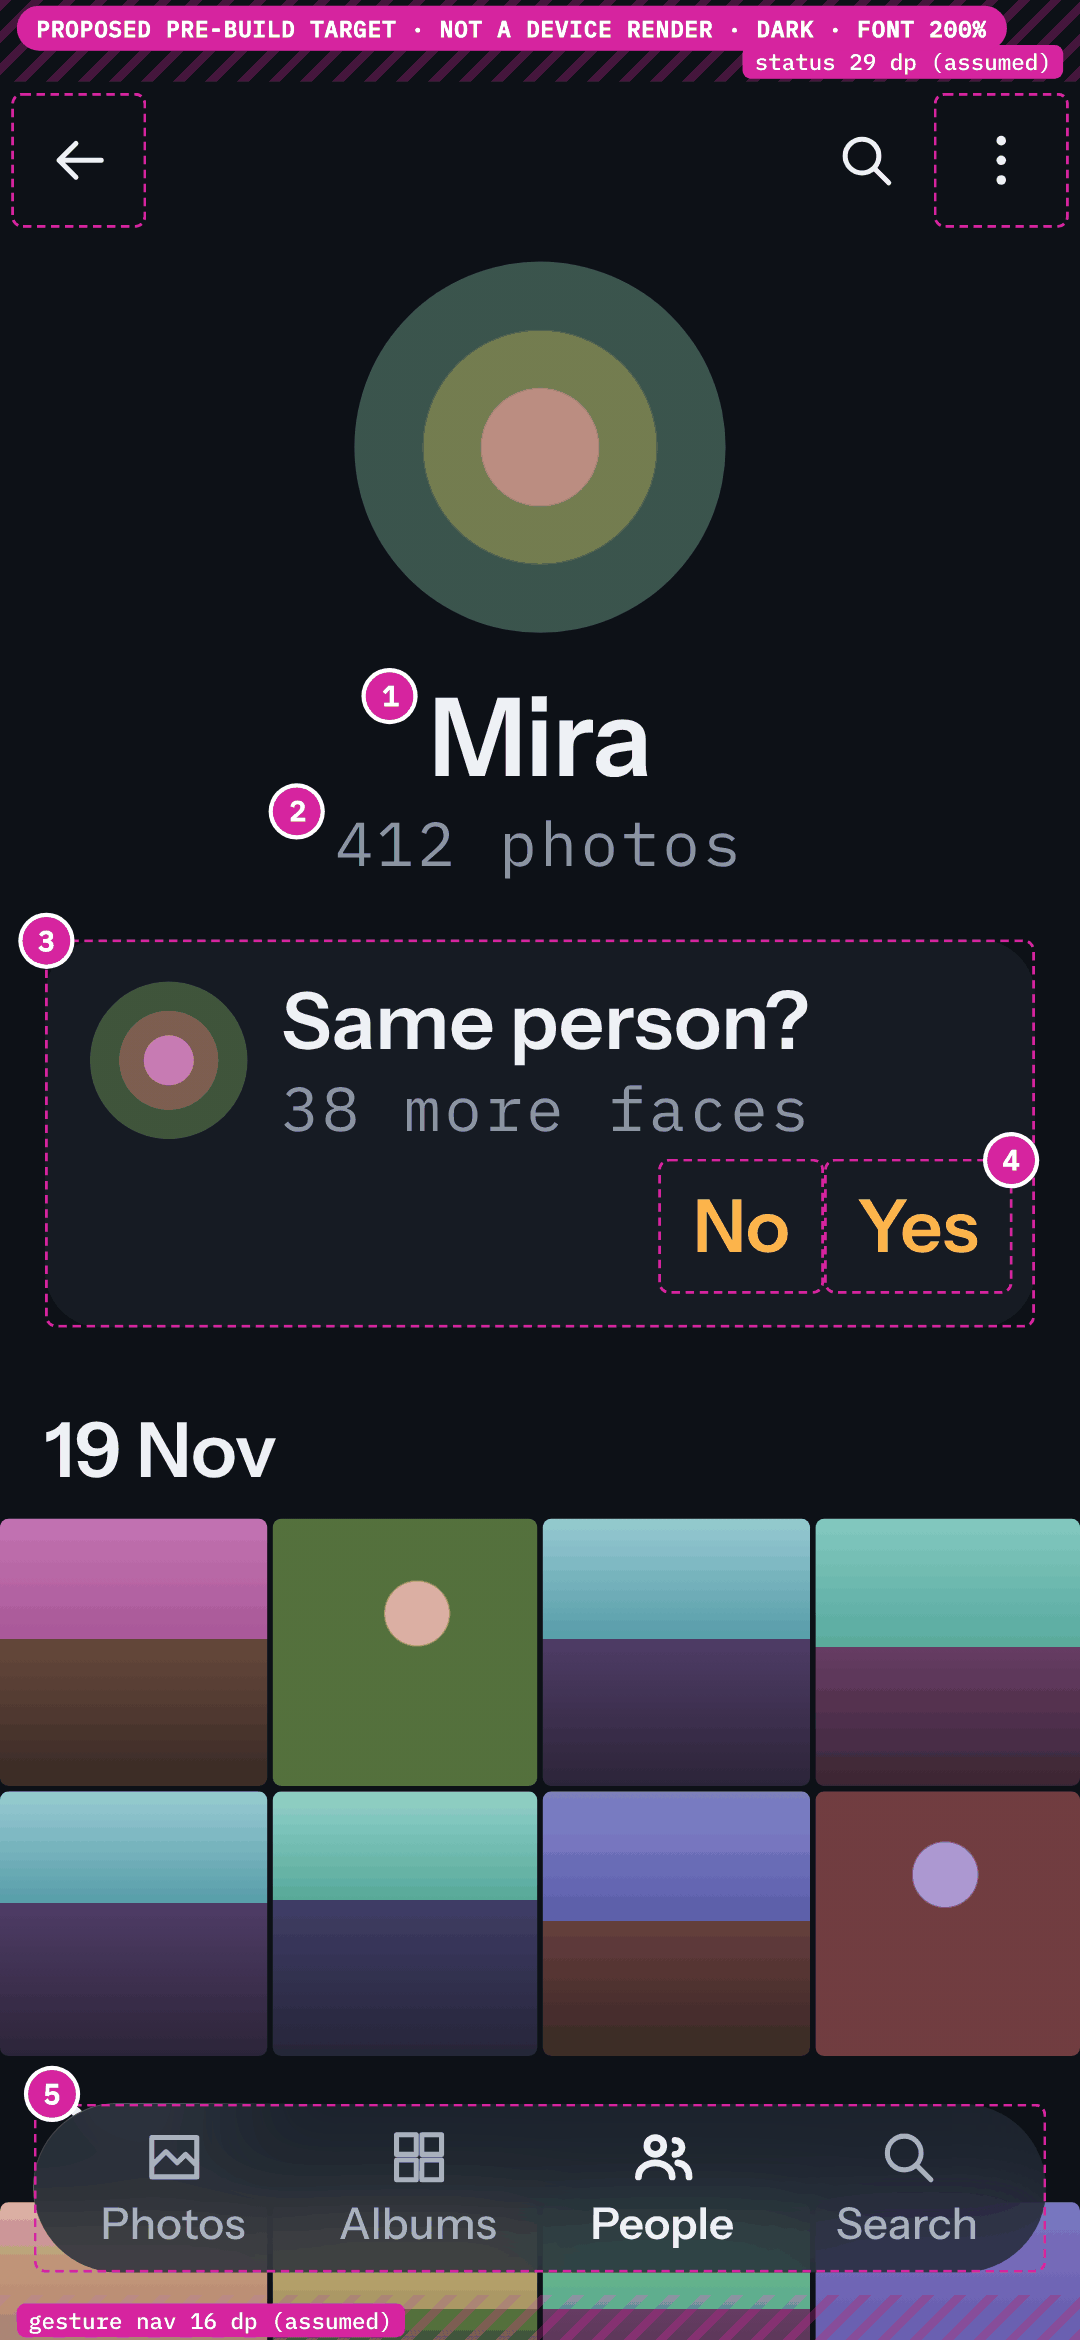 PROPOSED PRE-BUILD TARGET · NOT A DEVICE RENDER · DARK · FONT 200%
status 29 dp (assumed)
1
Mira
2
412 photos
3
Same person?
38 more faces
4
No Yes
19 Nov
5
Photos Albums People Search
gesture nav 16 dp (assumed)